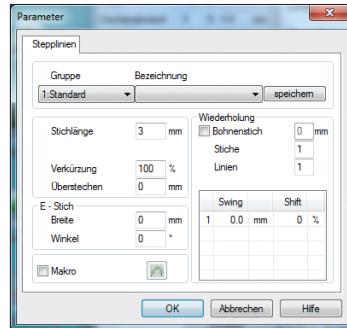 Parameter
Stepplinien
Gruppe Bezeichnung
1:Standard speichern
Stichlänge 3 mm
Verkürzung 100 %
Überstechen 0 mm
E - Stich
Breite 0 mm
Winkel 0 °
Makro
Wiederholung
Bohnenstich 0 mm
Stiche 1
Linien 1
Swing Shift
1 0.0 mm 0 %
OK Abbrechen Hilfe